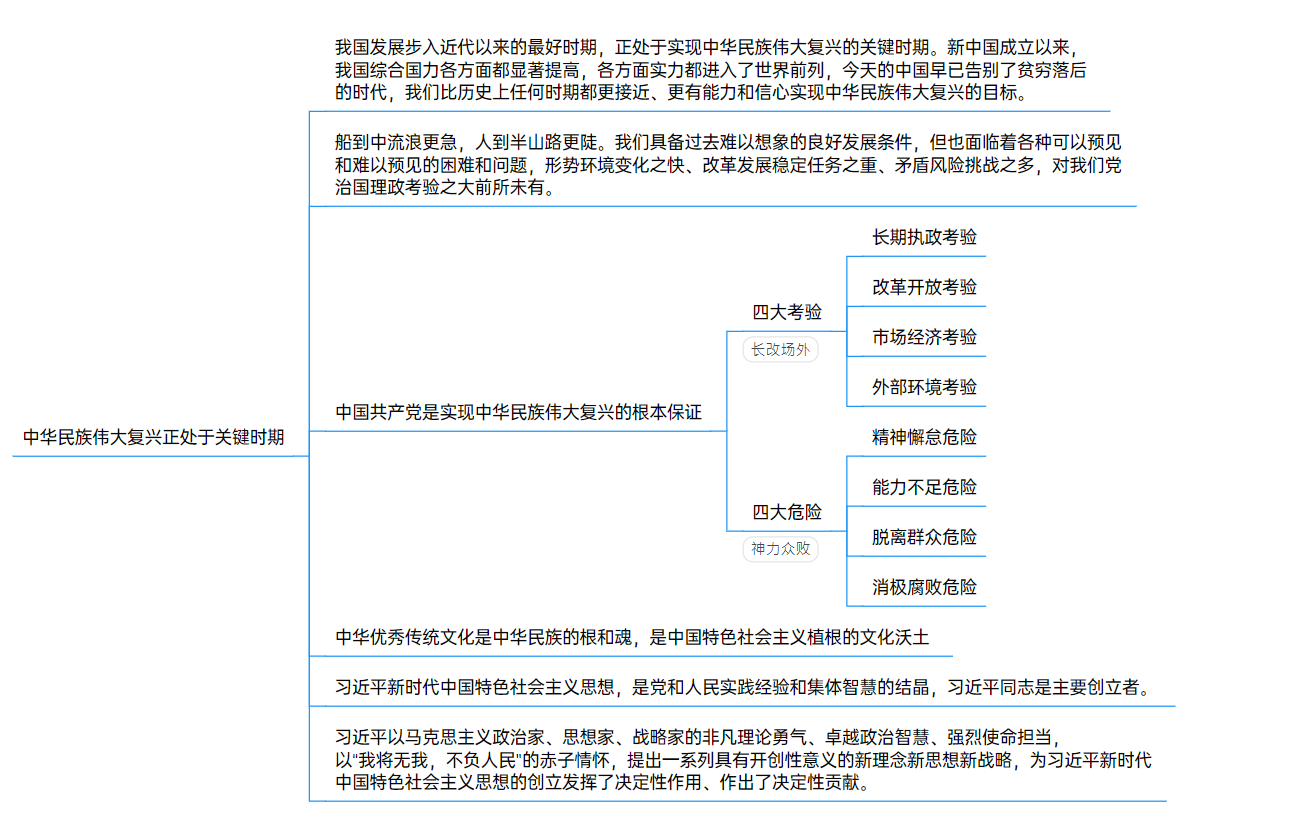 我国发展步入近代以来的最好时期，正处于实现中华民族伟大复兴的关键时期。新中国成立以来，
我国综合国力各方面都显著提高，各方面实力都进入了世界前列，今天的中国早已告别了贫穷落后
的时代，我们比历史上任何时期都更接近、更有能力和信心实现中华民族伟大复兴的目标。
船到中流浪更急，人到半山路更陡。我们具备过去难以想象的良好发展条件，但也面临着各种可以预见
和难以预见的困难和问题，形势环境变化之快、改革发展稳定任务之重、矛盾风险挑战之多，对我们党
治国理政考验之大前所未有。
长期执政考验
改革开放考验
四大考验
市场经济考验
长改场外
外部环境考验
中国共产党是实现中华民族伟大复兴的根本保证
中华民族伟大复兴正处于关键时期
精神懈怠危险
能力不足危险
四大危险
脱离群众危险
神力众败
消极腐败危险
中华优秀传统文化是中华民族的根和魂，是中国特色社会主义植根的文化沃土
习近平新时代中国特色社会主义思想，是党和人民实践经验和集体智慧的结晶，习近平同志是主要创立者。
习近平以马克思主义政治家、思想家、战略家的非凡理论勇气、卓越政治智慧、强烈使命担当，
以"我将无我，不负人民"的赤子情怀，提出一系列具有开创性意义的新理念新思想新战略，为习近平新时代
中国特色社会主义思想的创立发挥了决定性作用、作出了决定性贡献。